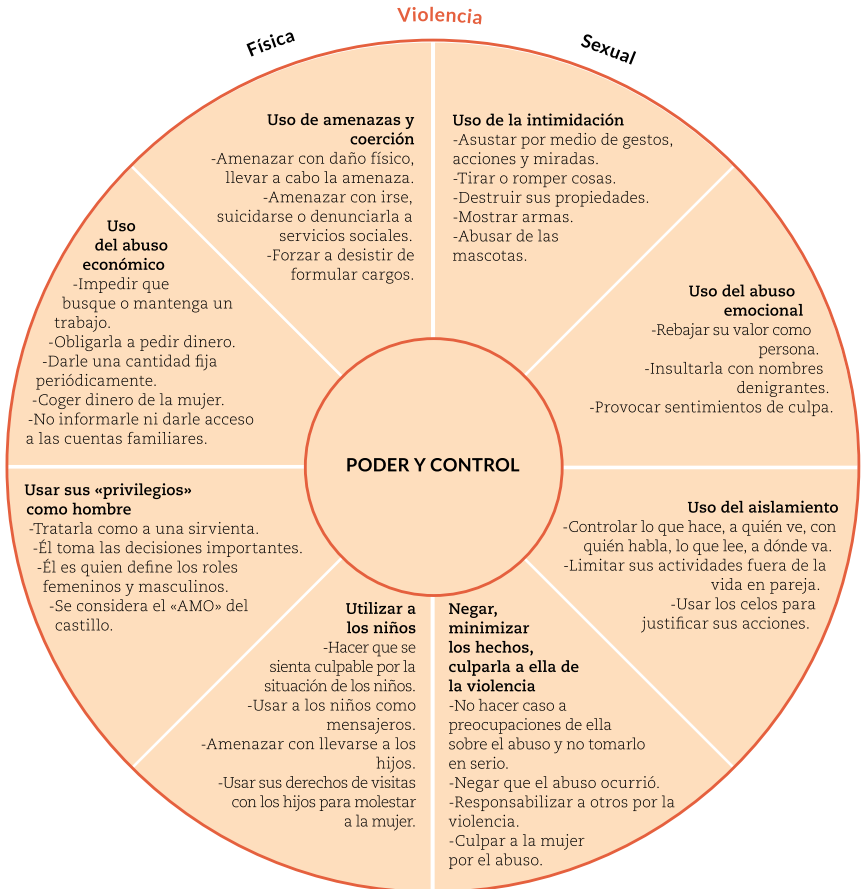 Violencia
Física
Sexual
Uso de amenazas y
coerción
-Amenazar con daño físico,
llevar a cabo la amenaza.
-Amenazar con irse,
suicidarse o denunciarla a
servicios sociales.
-Forzar a desistir de
formular cargos.
Uso de la intimidación
-Asustar por medio de gestos,
acciones y miradas.
-Tirar o romper cosas.
-Destruir sus propiedades.
-Mostrar armas.
-Abusar de las
mascotas.
Uso del abuso
emocional
-Rebajar su valor como
persona.
-Insultarla con nombres
denigrantes.
-Provocar sentimientos de culpa.
Uso del aislamiento
-Controlar lo que hace, a quién ve, con
quién habla, lo que lee, a dónde va.
-Limitar sus actividades fuera de la
vida en pareja.
-Usar los celos para
justificar sus acciones.
Negar,
minimizar
los hechos,
culparla a ella de
la violencia
-No hacer caso a
preocupaciones de ella
sobre el abuso y no tomarlo
en serio.
-Negar que el abuso ocurrió.
-Responsabilizar a otros por la
violencia.
-Culpar a la mujer
por el abuso.
Utilizar a
los niños
-Hacer que se
sienta culpable por la
situación de los niños.
-Usar a los niños como
mensajeros.
-Amenazar con llevarse a los
hijos.
-Usar sus derechos de visitas
con los hijos para molestar
a la mujer.
Usar sus «privilegios»
como hombre
-Tratarla como a una sirvienta.
-Él toma las decisiones importantes.
-Él es quien define los roles
femeninos y masculinos.
-Se considera el «AMO» del
castillo.
Uso
del abuso
económico
-Impedir que
busque o mantenga un
trabajo.
-Obligarla a pedir dinero.
-Darle una cantidad fija
periódicamente.
-Coger dinero de la mujer.
-No informarle ni darle acceso
a las cuentas familiares.
PODER Y CONTROL